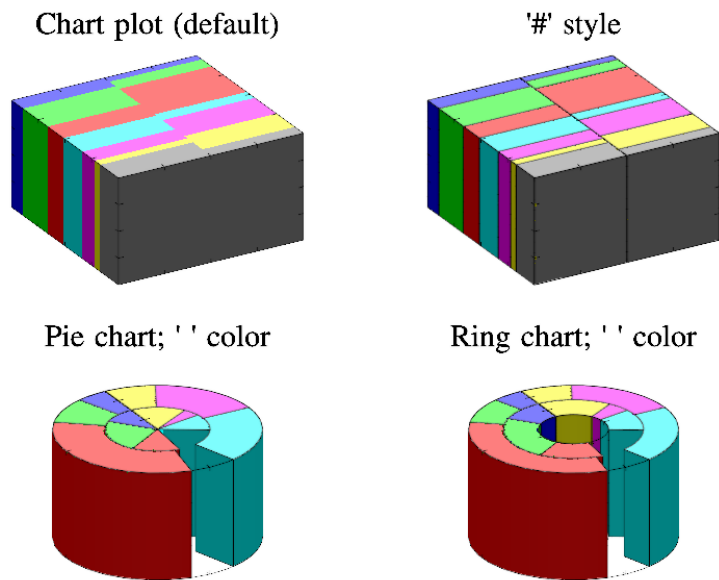 Chart plot (default)
'#' style
Pie chart; ' ' color
Ring chart; ' ' color